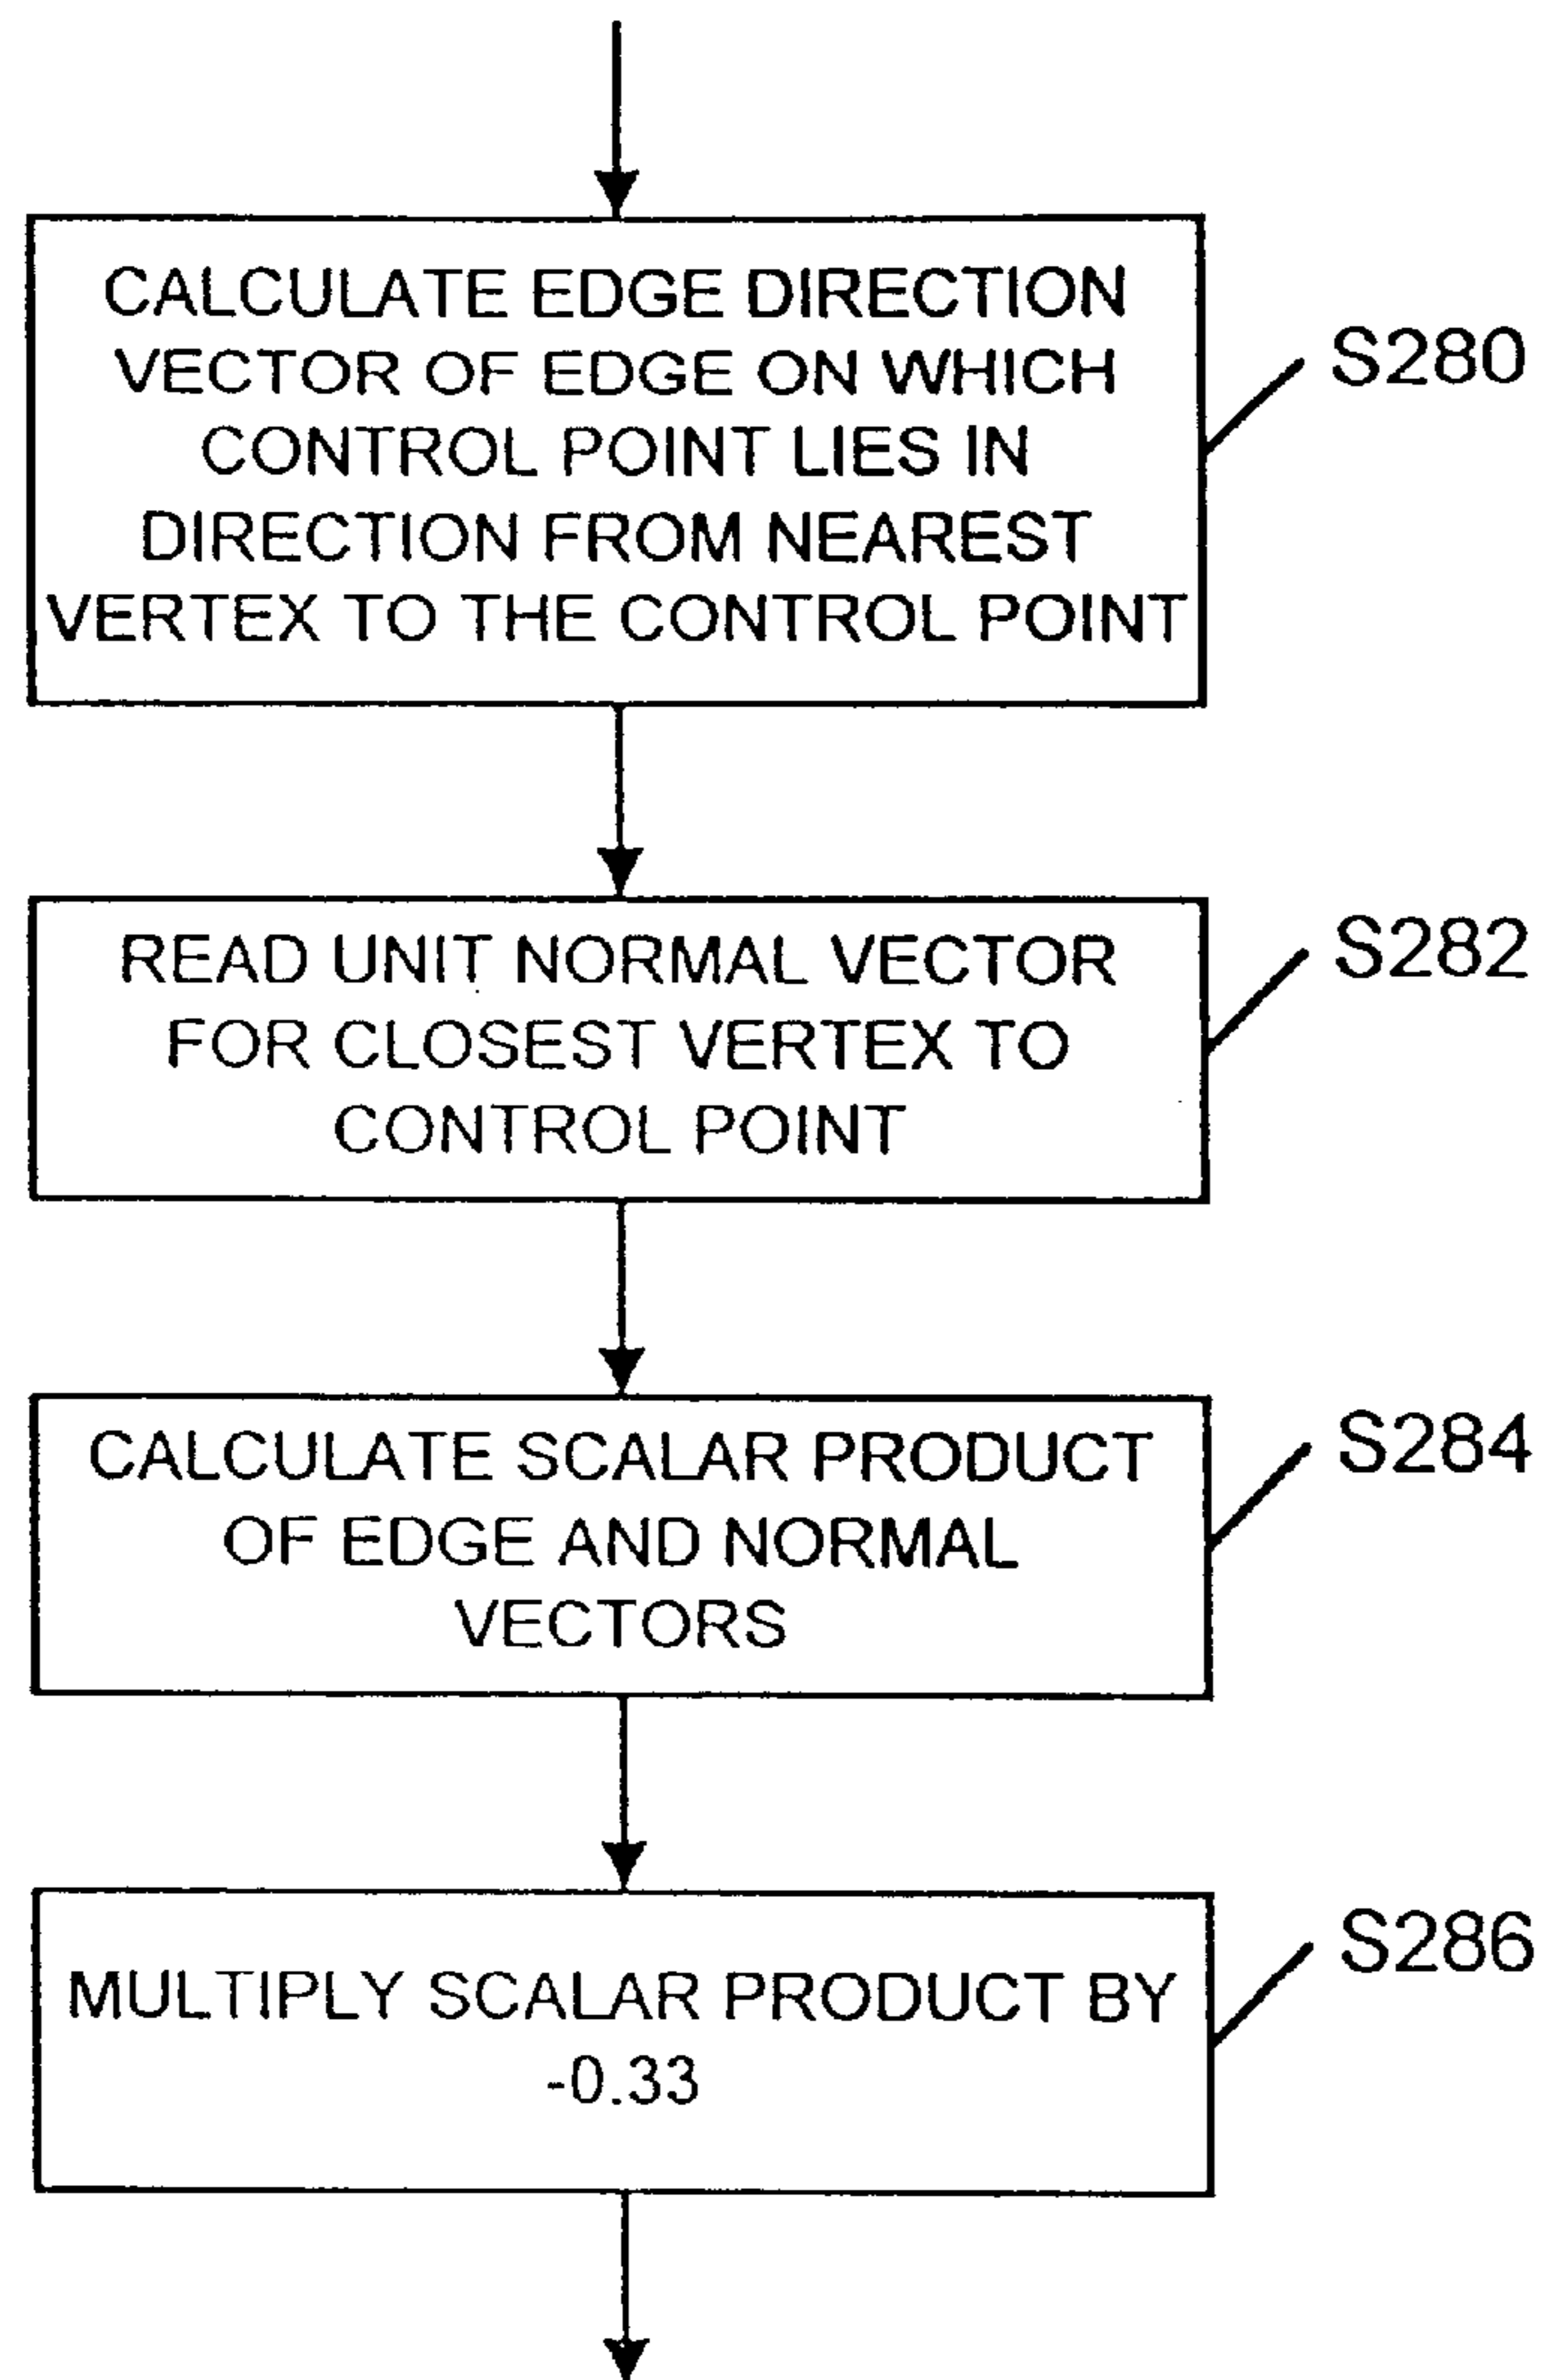 CALCULATE EDGE DIRECTION
VECTOR OF EDGE ON WHICH
CONTROL POINT LIES IN
DIRECTION FROM NEAREST
VERTEX TO THE CONTROL POINT
S280
READ UNIT NORMAL VECTOR
FOR CLOSEST VERTEX TO
CONTROL POINT
S282
CALCULATE SCALAR PRODUCT
OF EDGE AND NORMAL
VECTORS
S284
MULTIPLY SCALAR PRODUCT BY
-0.33
S286